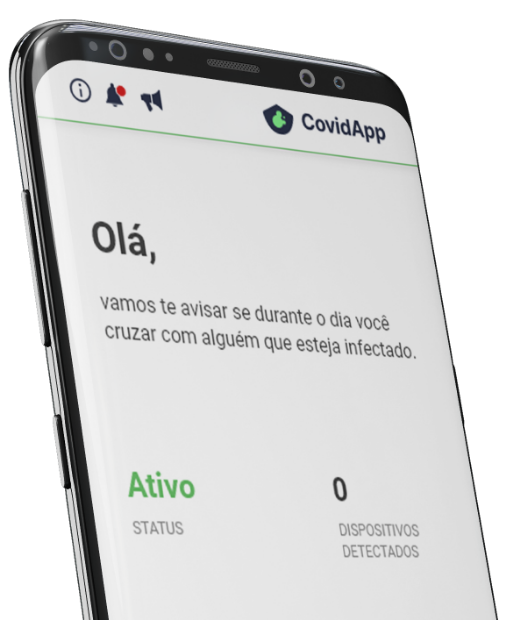 CovidApp
Olá,
vamos te avisar se durante o dia você
cruzar com alguém que esteja infectado.
Ativo
0
STATUS
DISPOSITIVOS
DETECTADOS